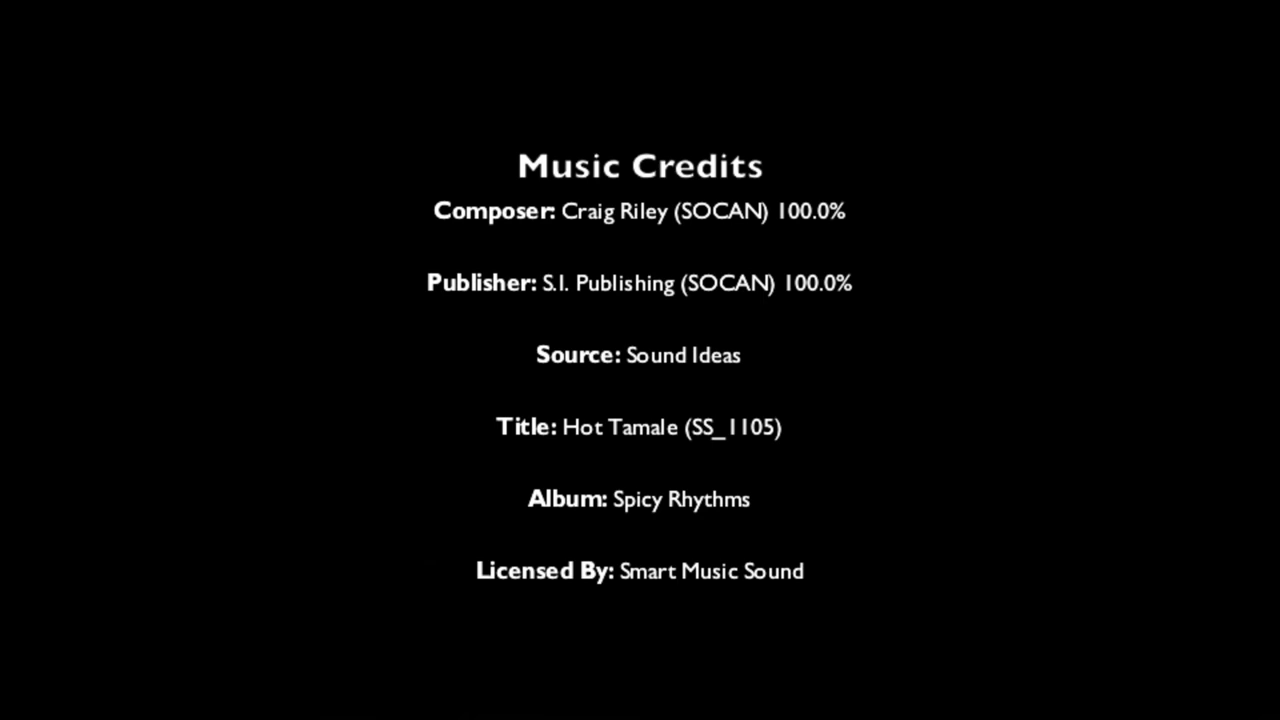 Music Credits
Composer: Craig Riley (SOCAN) 100.0%
Publisher: S.I. Publishing (SOCAN) 100.0%
Source: Sound Ideas
Title: Hot Tamale (SS_1105)
Album: Spicy Rhythms
Licensed By: Smart Music Sound